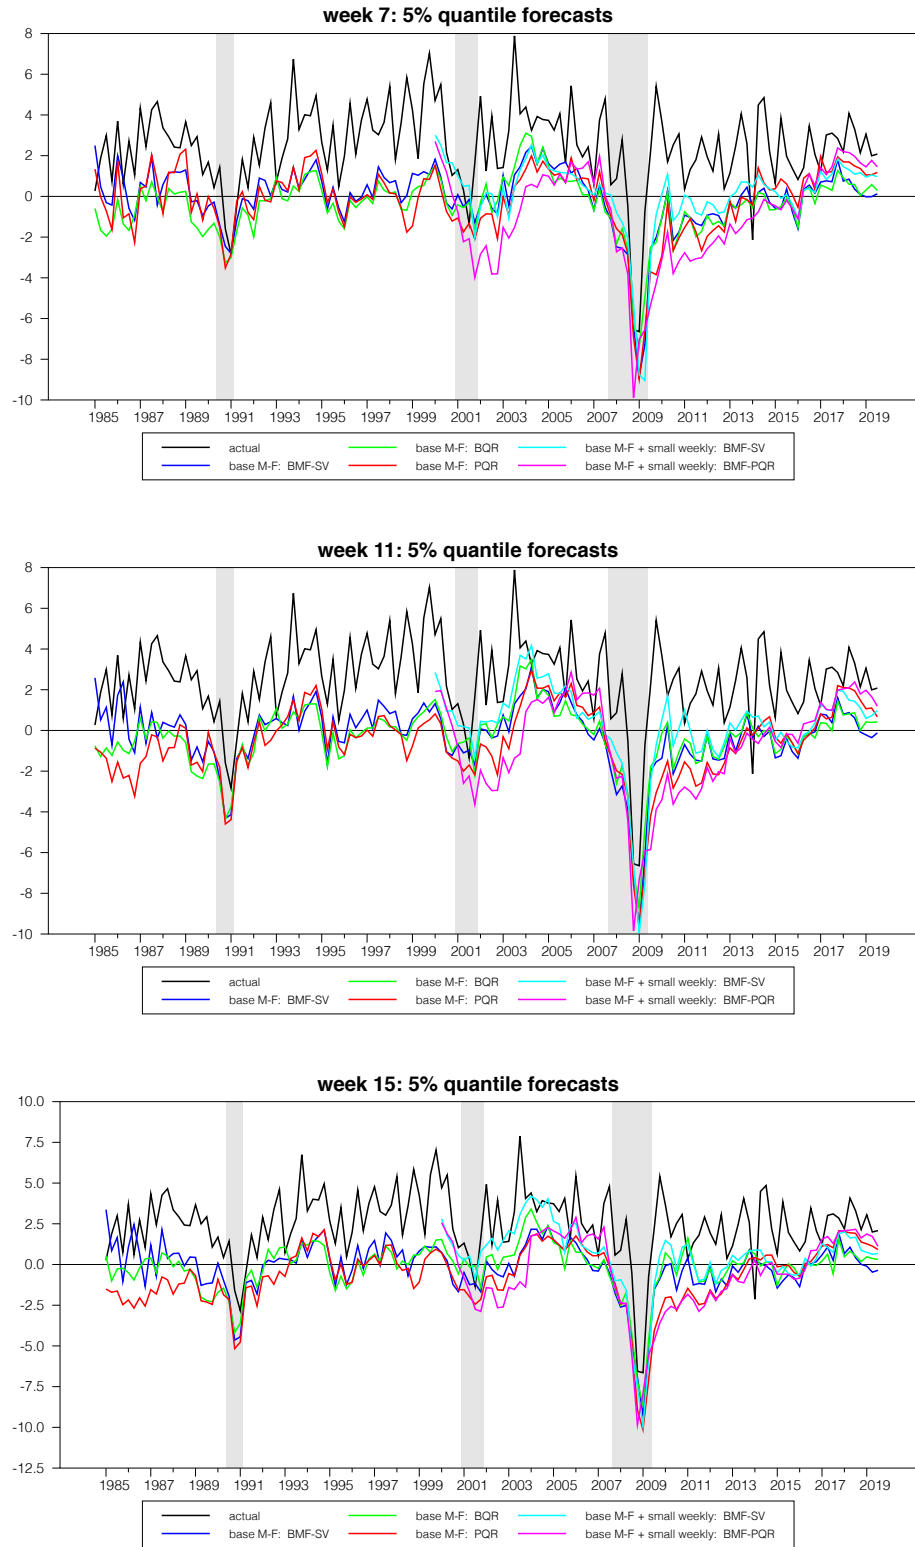 week 7: 5% quantile forecasts
8
6
4
2
0
-2
-4
-6
-8
-10
1985 1987 1989 1991 1993 1995 1997 1999 2001 2003 2005 2007 2009 2011 2013 2015 2017 2019
actual base M-F: BQR base M-F + small weekly: BMF-SV
base M-F: BMF-SV base M-F: PQR base M-F + small weekly: BMF-PQR
week 11: 5% quantile forecasts
8
6
4
2
0
-2
-4
-6
-8
-10
1985 1987 1989 1991 1993 1995 1997 1999 2001 2003 2005 2007 2009 2011 2013 2015 2017 2019
actual base M-F: BQR base M-F + small weekly: BMF-SV
base M-F: BMF-SV base M-F: PQR base M-F + small weekly: BMF-PQR
week 15: 5% quantile forecasts
10.0
7.5
5.0
2.5
0.0
-2.5
-5.0
-7.5
-10.0
-12.5
1985 1987 1989 1991 1993 1995 1997 1999 2001 2003 2005 2007 2009 2011 2013 2015 2017 2019
actual base M-F: BQR base M-F + small weekly: BMF-SV
base M-F: BMF-SV base M-F: PQR base M-F + small weekly: BMF-PQR